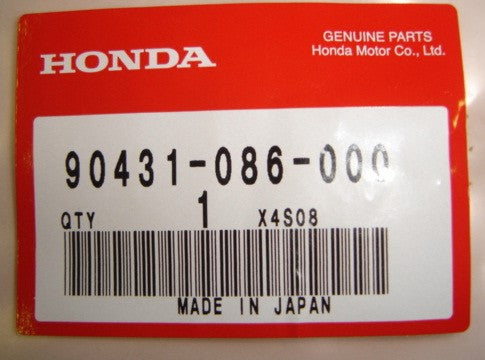 HONDA
GENUINE PARTS
Honda Motor Co., Ltd.
90431-086-000
QTY 1 X4S08
MADE IN JAPAN